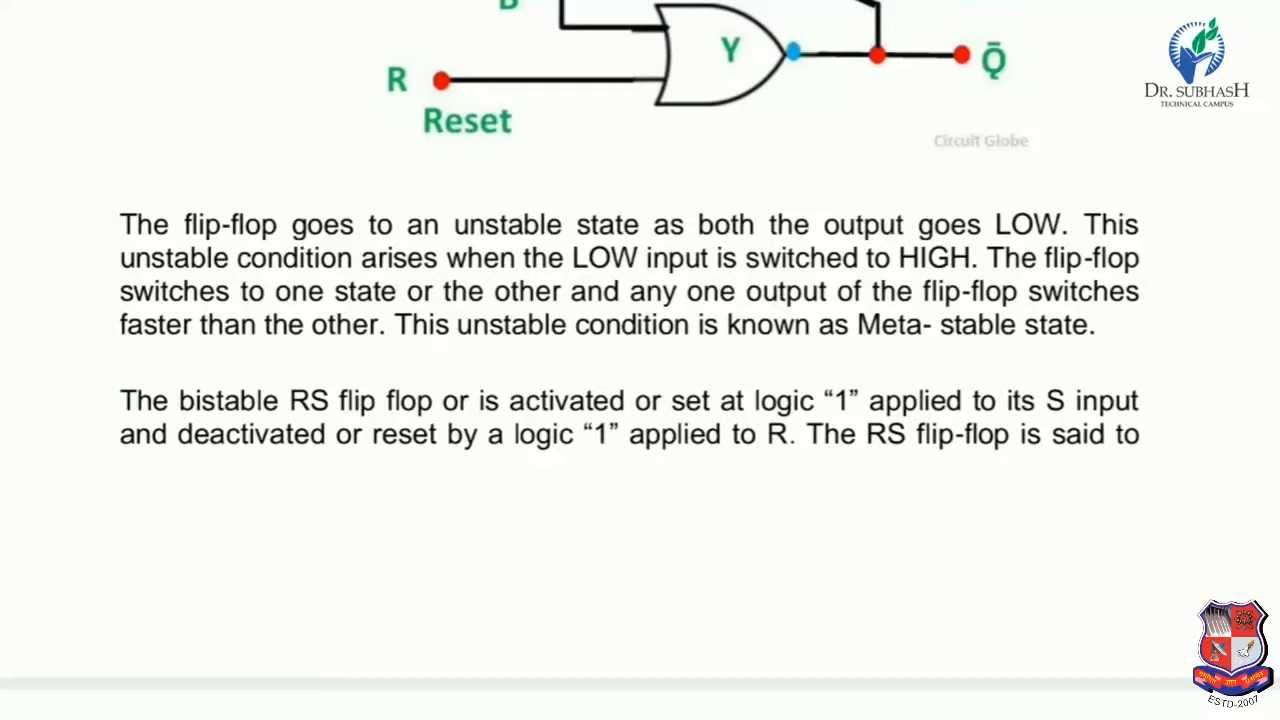 B
Y
Q̄
R
Reset
Circuit Globe
DR. SUBHASH
TECHNICAL CAMPUS
The flip-flop goes to an unstable state as both the output goes LOW. This
unstable condition arises when the LOW input is switched to HIGH. The flip-flop
switches to one state or the other and any one output of the flip-flop switches
faster than the other. This unstable condition is known as Meta- stable state.
The bistable RS flip flop or is activated or set at logic “1” applied to its S input
and deactivated or reset by a logic “1” applied to R. The RS flip-flop is said to
ESTD-2007